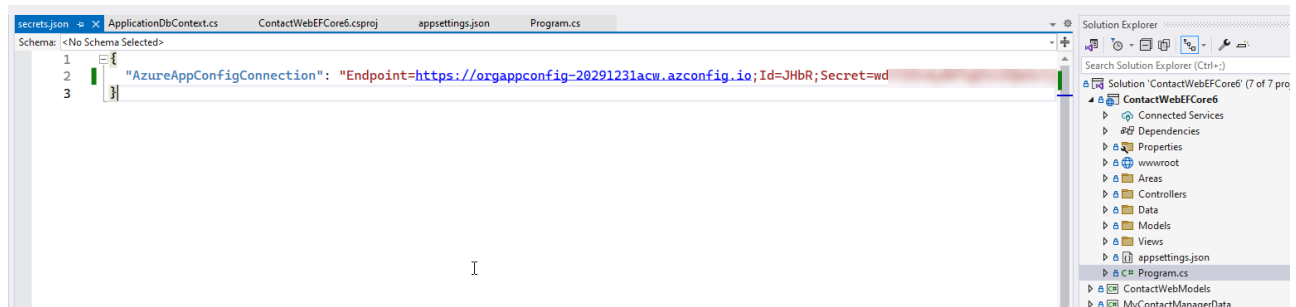 secrets.json ApplicationDbContext.cs ContactWebEFCore6.csproj appsettings.json Program.cs
Schema: <No Schema Selected>
1 {
2 "AzureAppConfigConnection": "Endpoint=https://orgappconfig-20291231acw.azconfig.io;Id=JHbR;Secret=wd
3 }
Solution Explorer
Search Solution Explorer (Ctrl+;)
Solution 'ContactWebEFCore6' (7 of 7 pro
ContactWebEFCore6
Connected Services
Dependencies
Properties
wwwroot
Areas
Controllers
Data
Models
Views
appsettings.json
C# Program.cs
C# ContactWebModels
C# MyContactManagerData